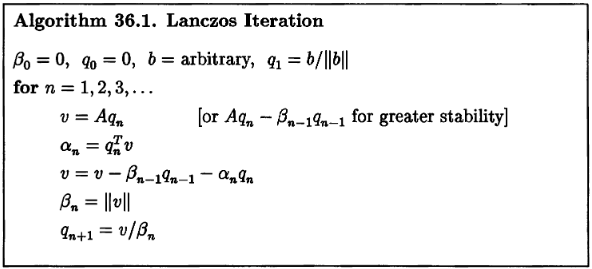 Algorithm 36.1. Lanczos Iteration
β₀ = 0, q₀ = 0, b = arbitrary, q₁ = b/‖b‖
for n = 1, 2, 3, . . .
v = Aqₙ [or Aqₙ − βₙ₋₁qₙ₋₁ for greater stability]
αₙ = qₙᵀv
v = v − βₙ₋₁qₙ₋₁ − αₙqₙ
βₙ = ‖v‖
qₙ₊₁ = v/βₙ